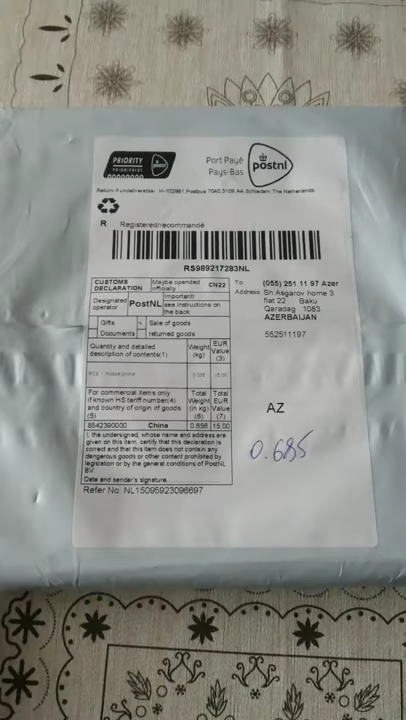 PRIORITY
PRIORITAIRE
postnl
Port Payé
Pays-Bas
postnl
Return if undeliverable: H-102861, Postbus 7040, 3109 AA Schiedam The Netherlands
R Registered/recommandé
RS989217283NL
CUSTOMS DECLARATION
Maybe opened officially
CN22
Designated operator
PostNL
Important!
see instructions on
the back
Gifts
x Sale of goods
Documents
returned goods
Quantity and detailed
description of contents(1)
Weight
(kg)
EUR
Value
(3)
15.00
For commercial items only
if known HS tariff number(4)
and country of origin of goods
(5)
Total
Weight
(in kg)
(6)
Total
EUR
Value
(7)
8542390000 China 0.656 15.00
I, the undersigned, whose name and address are
given on this item, certify that this declaration is
correct and that this item does not contain any
dangerous goods or other content prohibited by
legislation or by the general conditions of PostNL
BV.
Date and sender's signature.
Refer No: NL15095923096697
To (055) 251 11 97 Azer
Address Sh.Asgarov home 3
flat 22 Baku
Qaradag 1083
AZERBAIJAN
552511197
AZ
0.685